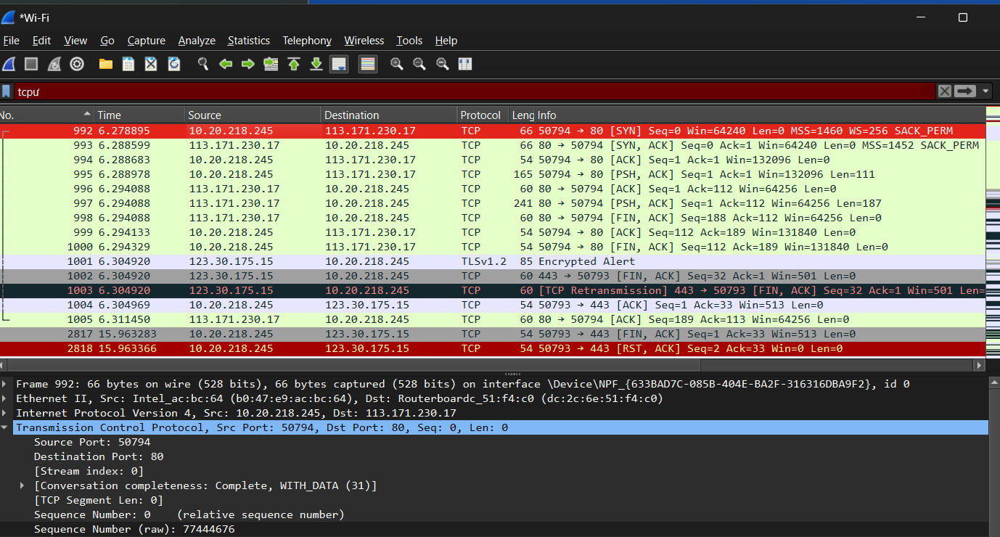 *Wi-Fi
File Edit View Go Capture Analyze Statistics Telephony Wireless Tools Help
tcpư
No. Time Source Destination Protocol Leng Info
992 6.278895 10.20.218.245 113.171.230.17 TCP 66 50794 → 80 [SYN] Seq=0 Win=64240 Len=0 MSS=1460 WS=256 SACK_PERM
993 6.288599 113.171.230.17 10.20.218.245 TCP 66 80 → 50794 [SYN, ACK] Seq=0 Ack=1 Win=64240 Len=0 MSS=1452 SACK_PERM
994 6.288683 10.20.218.245 113.171.230.17 TCP 54 50794 → 80 [ACK] Seq=1 Ack=1 Win=132096 Len=0
995 6.288978 10.20.218.245 113.171.230.17 TCP 165 50794 → 80 [PSH, ACK] Seq=1 Ack=1 Win=132096 Len=111
996 6.294088 113.171.230.17 10.20.218.245 TCP 60 80 → 50794 [ACK] Seq=1 Ack=112 Win=64256 Len=0
997 6.294088 113.171.230.17 10.20.218.245 TCP 241 80 → 50794 [PSH, ACK] Seq=1 Ack=112 Win=64256 Len=187
998 6.294088 113.171.230.17 10.20.218.245 TCP 60 80 → 50794 [FIN, ACK] Seq=188 Ack=112 Win=64256 Len=0
999 6.294133 10.20.218.245 113.171.230.17 TCP 54 50794 → 80 [ACK] Seq=112 Ack=189 Win=131840 Len=0
1000 6.294329 10.20.218.245 113.171.230.17 TCP 54 50794 → 80 [FIN, ACK] Seq=112 Ack=189 Win=131840 Len=0
1001 6.304920 123.30.175.15 10.20.218.245 TLSv1.2 85 Encrypted Alert
1002 6.304920 123.30.175.15 10.20.218.245 TCP 60 443 → 50793 [FIN, ACK] Seq=32 Ack=1 Win=501 Len=0
1003 6.304920 123.30.175.15 10.20.218.245 TCP 60 [TCP Retransmission] 443 → 50793 [FIN, ACK] Seq=32 Ack=1 Win=501 Len=
1004 6.304969 10.20.218.245 123.30.175.15 TCP 54 50793 → 443 [ACK] Seq=1 Ack=33 Win=513 Len=0
1005 6.311450 113.171.230.17 10.20.218.245 TCP 60 80 → 50794 [ACK] Seq=189 Ack=113 Win=64256 Len=0
2817 15.963283 10.20.218.245 123.30.175.15 TCP 54 50793 → 443 [FIN, ACK] Seq=1 Ack=33 Win=513 Len=0
2818 15.963366 10.20.218.245 123.30.175.15 TCP 54 50793 → 443 [RST, ACK] Seq=2 Ack=33 Win=0 Len=0
Frame 992: 66 bytes on wire (528 bits), 66 bytes captured (528 bits) on interface \Device\NPF_{633BAD7C-085B-404E-BA2F-316316DBA9F2}, id 0
Ethernet II, Src: Intel_ac:bc:64 (b0:47:e9:ac:bc:64), Dst: Routerboardc_51:f4:c0 (dc:2c:6e:51:f4:c0)
Internet Protocol Version 4, Src: 10.20.218.245, Dst: 113.171.230.17
Transmission Control Protocol, Src Port: 50794, Dst Port: 80, Seq: 0, Len: 0
Source Port: 50794
Destination Port: 80
[Stream index: 0]
[Conversation completeness: Complete, WITH_DATA (31)]
[TCP Segment Len: 0]
Sequence Number: 0 (relative sequence number)
Sequence Number (raw): 77444676